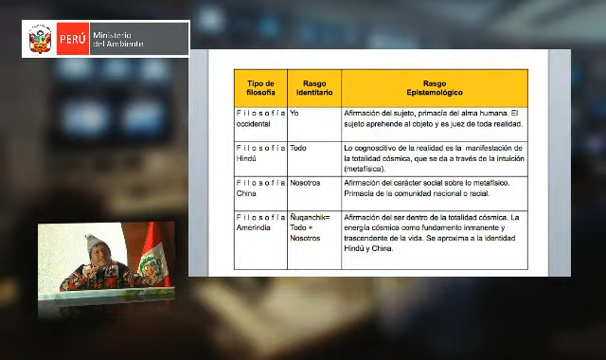 PERÚ
Ministerio
del Ambiente
Tipo de
filosofía
Rasgo
Identitario
Rasgo
Epistemológico
Filosofía
occidental
Yo
Afirmación del sujeto, primacía del alma humana. El
sujeto aprehende al objeto y es juez de toda realidad.
Filosofía
Hindú
Todo
Lo cognoscitivo de la realidad es la manifestación de
la totalidad cósmica, que se da a través de la intuición
(metafísica).
Filosofía
China
Nosotros
Afirmación del carácter social sobre lo metafísico.
Primacía de la comunidad nacional o racial.
Filosofía
Amerindia
Ñuqanchik=
Todo +
Nosotros
Afirmación del ser dentro de la totalidad cósmica. La
energía cósmica como fundamento inmanente y
trascendente de la vida. Se aproxima a la identidad
Hindú y China.